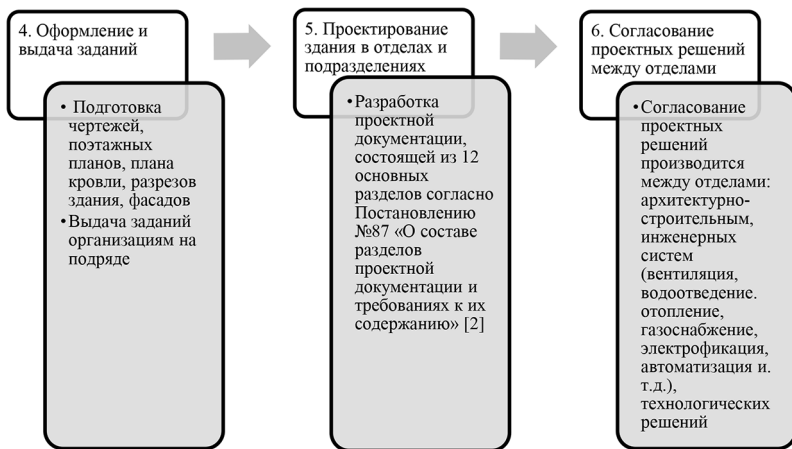 4. Оформление и
выдача заданий
• Подготовка
чертежей,
поэтажных
планов, плана
кровли, разрезов
здания, фасадов
•Выдача заданий
организациям на
подряде
5. Проектирование
здания в отделах и
подразделениях
•Разработка
проектной
документации,
состоящей из 12
основных
разделов согласно
Постановлению
№87 «О составе
разделов
проектной
документации и
требованиях к их
содержанию» [2]
6. Согласование
проектных решений
между отделами
•Согласование
проектных
решений
производится
между отделами:
архитектурно-
строительным,
инженерных
систем
(вентиляция,
водоотведение.
отопление,
газоснабжение,
электрофикация,
автоматизация и.
т.д.),
технологических
решений